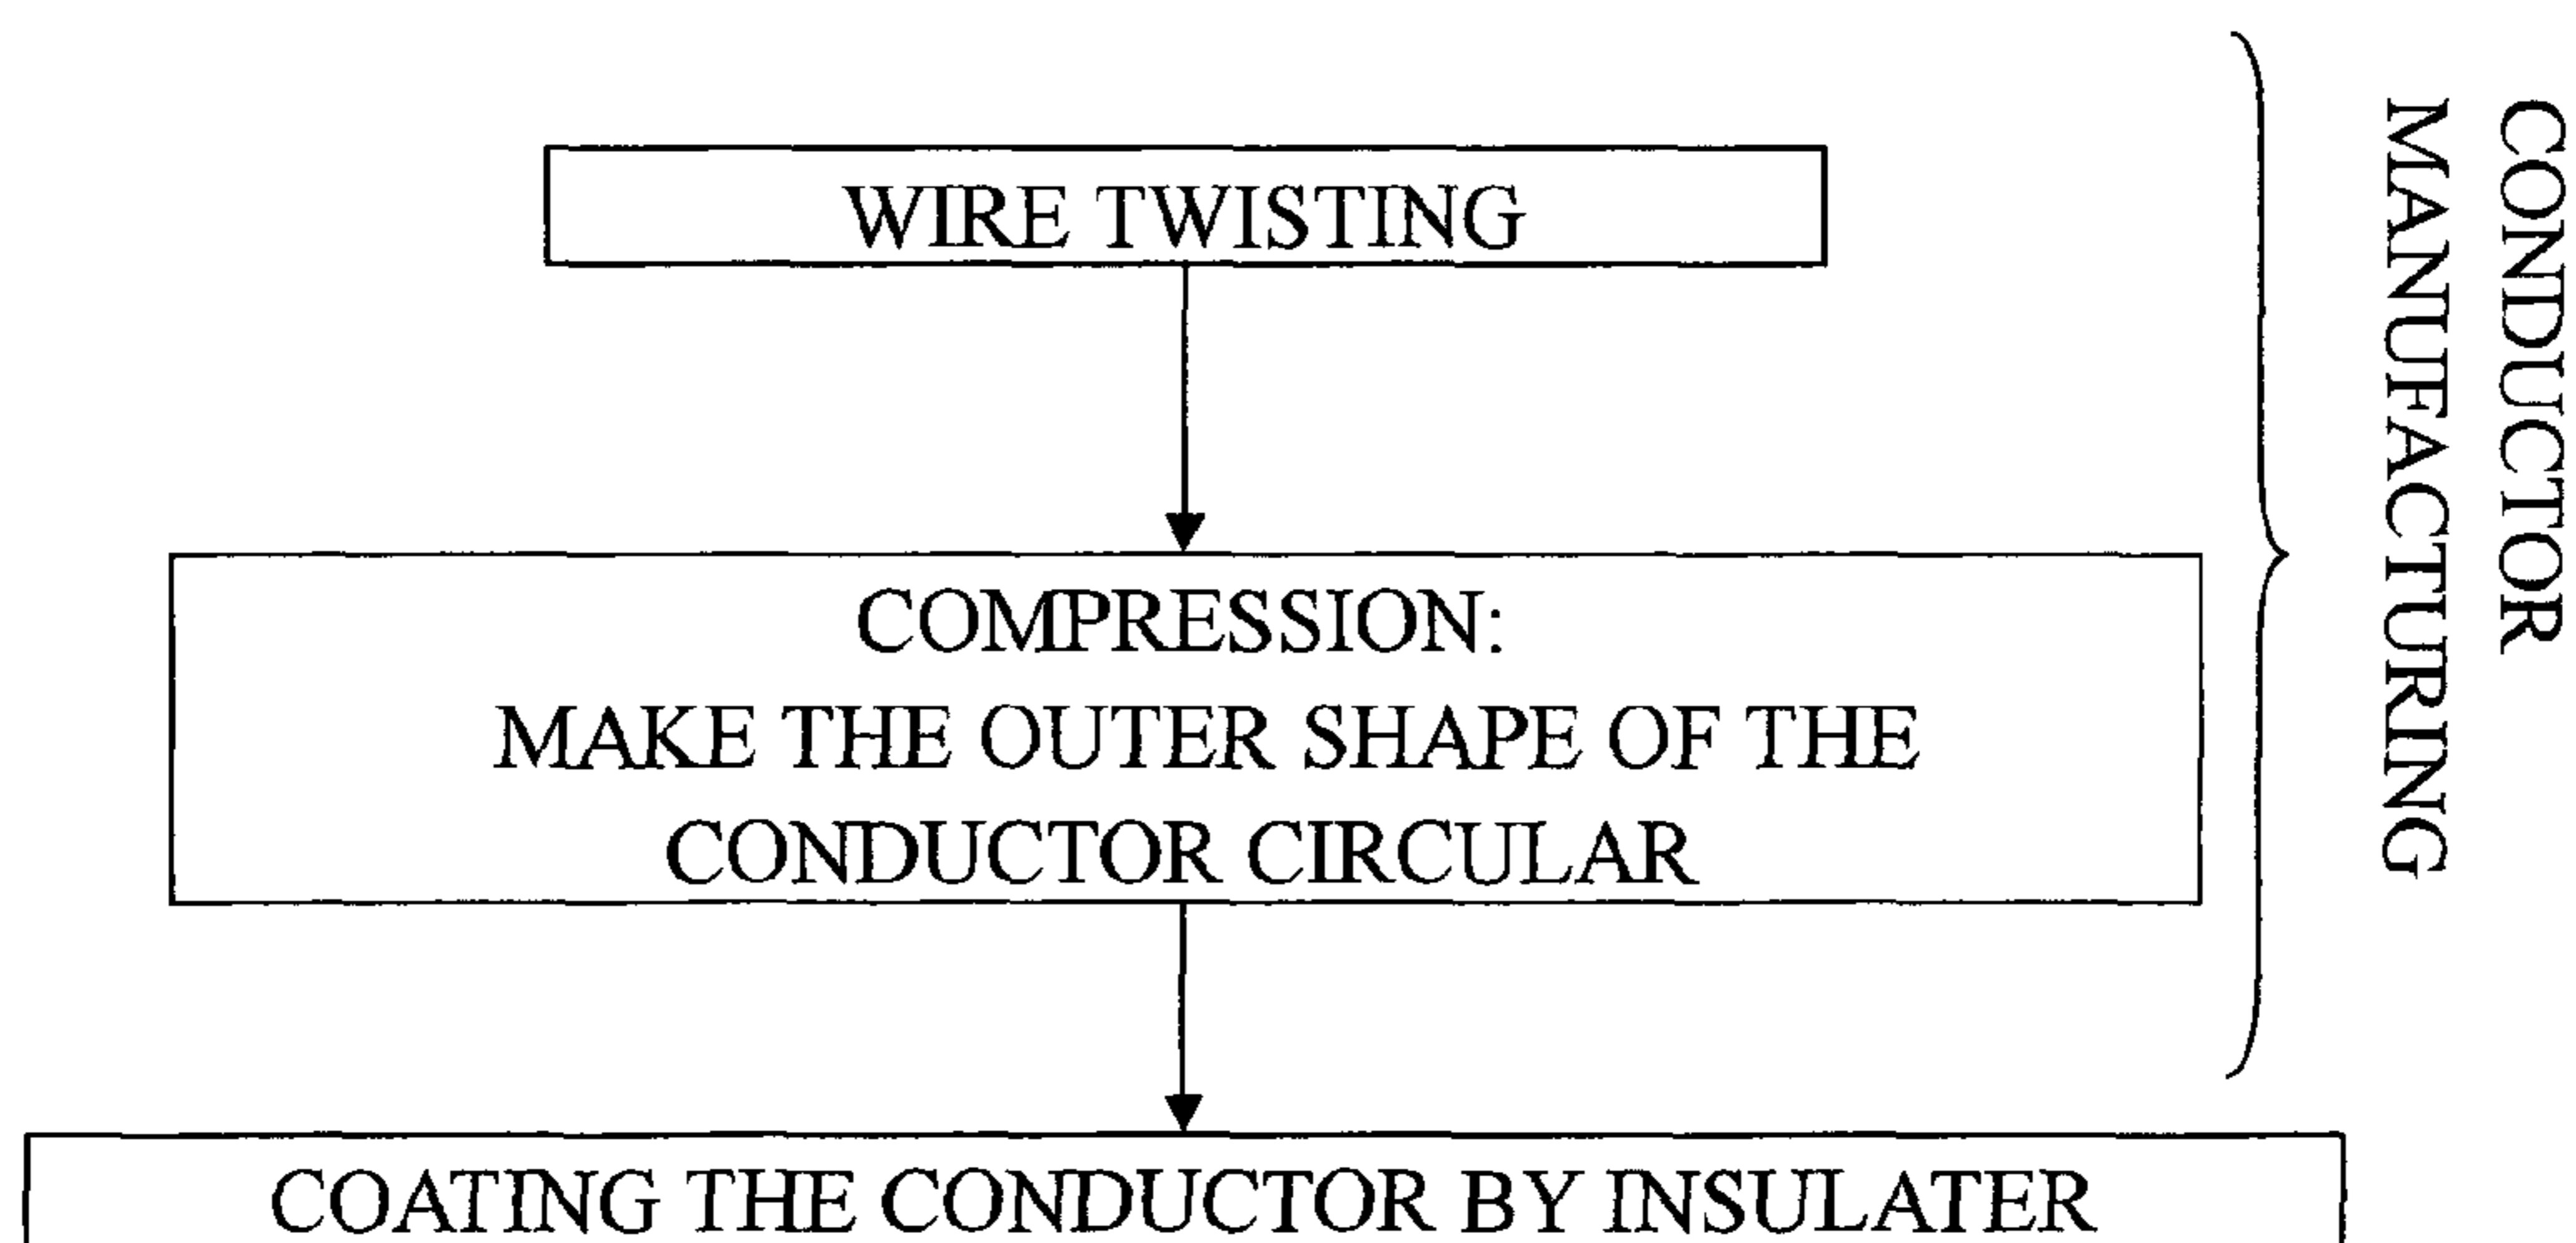 WIRE TWISTING
COMPRESSION:
MAKE THE OUTER SHAPE OF THE
CONDUCTOR CIRCULAR
COATING THE CONDUCTOR BY INSULATER
CONDUCTOR
MANUFACTURING